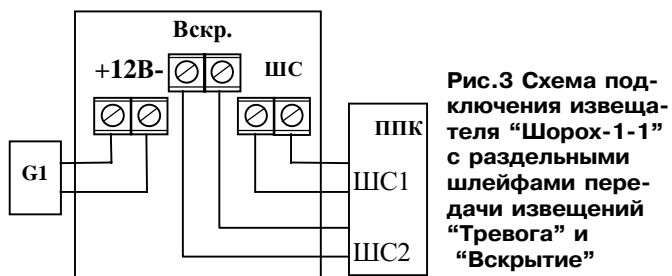 Вскр.
+12В-
ШС
G1
ППК
ШС1
ШС2
Рис.3 Схема под-
ключения извеща-
теля “Шорох-1-1”
с раздельными
шлейфами пере-
дачи извещений
“Тревога” и
“Вскрытие”